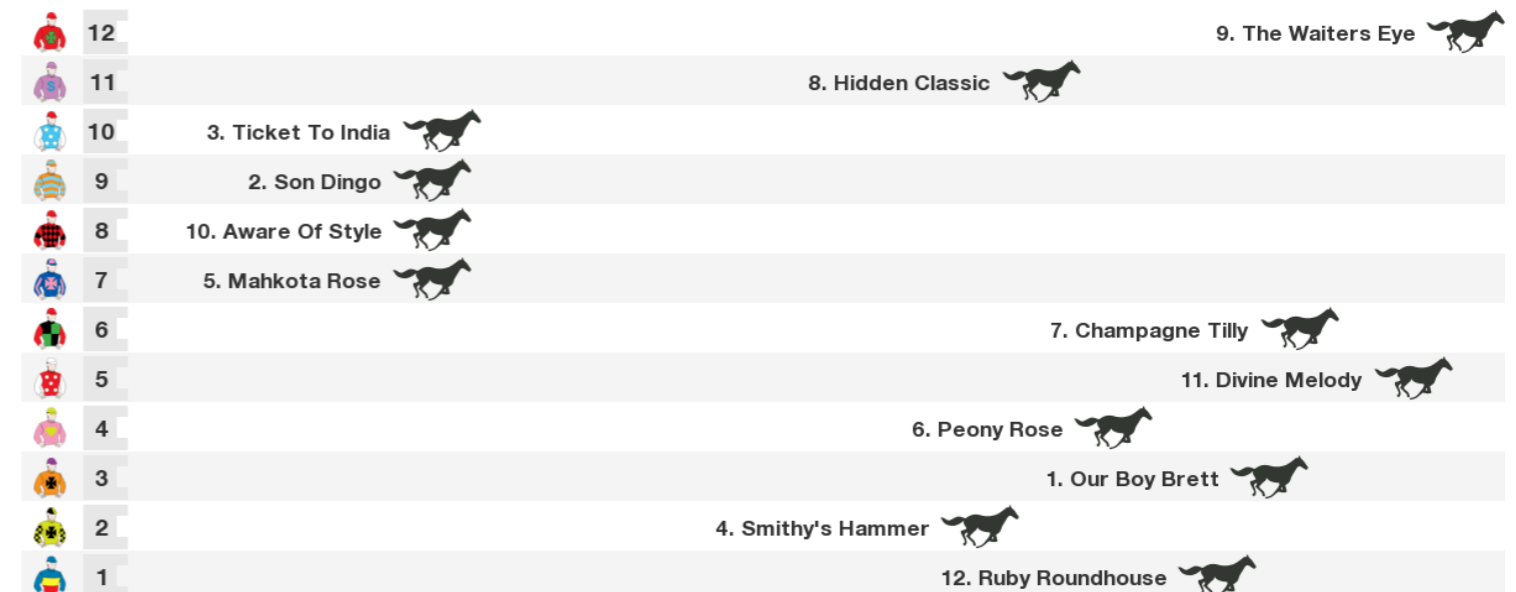 12 9. The Waiters Eye
11 S 8. Hidden Classic
10 3. Ticket To India
9 2. Son Dingo
8 10. Aware Of Style
7 5. Mahkota Rose
6 7. Champagne Tilly
5 11. Divine Melody
4 6. Peony Rose
3 1. Our Boy Brett
2 4. Smithy's Hammer
1 12. Ruby Roundhouse